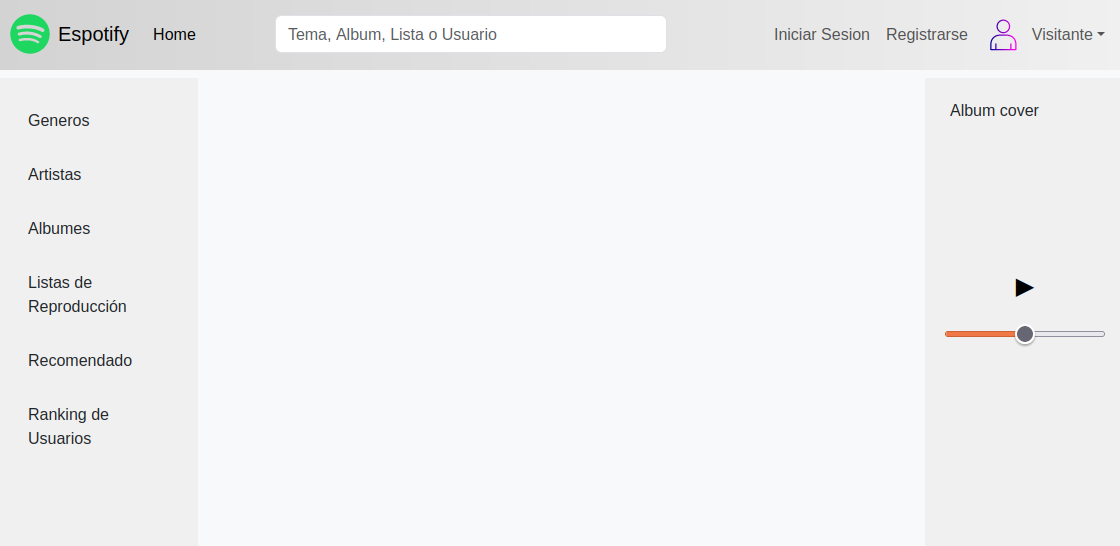 Espotify
Home
Tema, Album, Lista o Usuario
Iniciar Sesion
Registrarse
Visitante
Generos
Artistas
Albumes
Listas de
Reproducción
Recomendado
Ranking de
Usuarios
Album cover